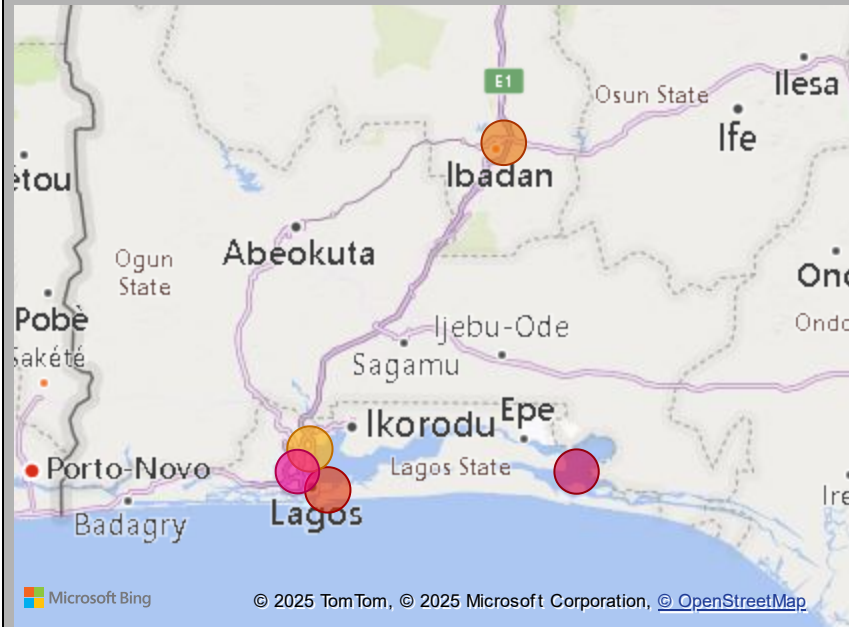 E1
Osun State
Ilesa
Ife
Ibadan
étou
Abeokuta
Ogun
State
Pobè
Ijebu-Ode
Sakété
Sagamu
Epe
Ikorodu
Porto-Novo
Lagos State
Lagos
Badagry
Microsoft Bing
© 2025 TomTom, © 2025 Microsoft Corporation, © OpenStreetMap